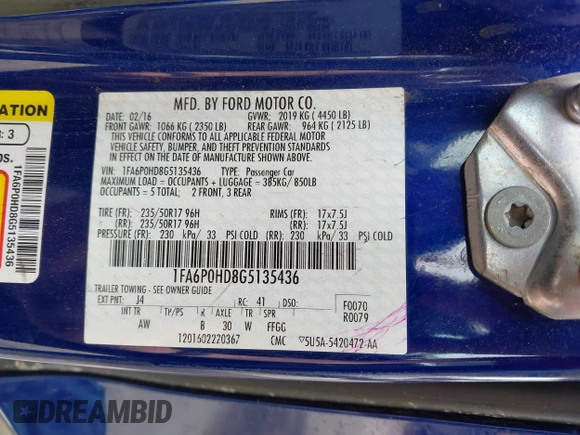 MFD. BY FORD MOTOR CO.
DATE: 02/16 GVWR: 2019 KG ( 4450 LB)
FRONT GAWR: 1066 KG ( 2350 LB) REAR GAWR: 964 KG ( 2125 LB)
THIS VEHICLE CONFORMS TO ALL APPLICABLE FEDERAL MOTOR
VEHICLE SAFETY, BUMPER, AND THEFT PREVENTION STANDARDS
IN EFFECT ON THE DATE OF MANUFACTURE SHOWN ABOVE.
VIN: 1FA6P0HD8G5135436 TYPE: Passenger Car
MAXIMUM LOAD = OCCUPANTS + LUGGAGE = 385KG/ 850LB
OCCUPANTS = 5 TOTAL: 2 FRONT, 3 REAR
TIRE (FR): 235/50R17 96H RIMS (FR): 17x7.5J
(RR): 235/50R17 96H (RR): 17x7.5J
PRESSURE (FR): 230 kPa/ 33 PSI COLD (RR): 230 kPa/ 33 PSI COLD
1FA6P0HD8G5135436
TRAILER TOWING - SEE OWNER GUIDE
EXT PNT: J4 RC: 41 DSO: F0070
INT TR TP/PS R AXLE TR SPR R0079
AW B 30 W FFGG
1201602220367 CMC 5U5A-5420472-AA
ATION
R: 3
os.
1FA6P0HD8G5135436
DREAMBID